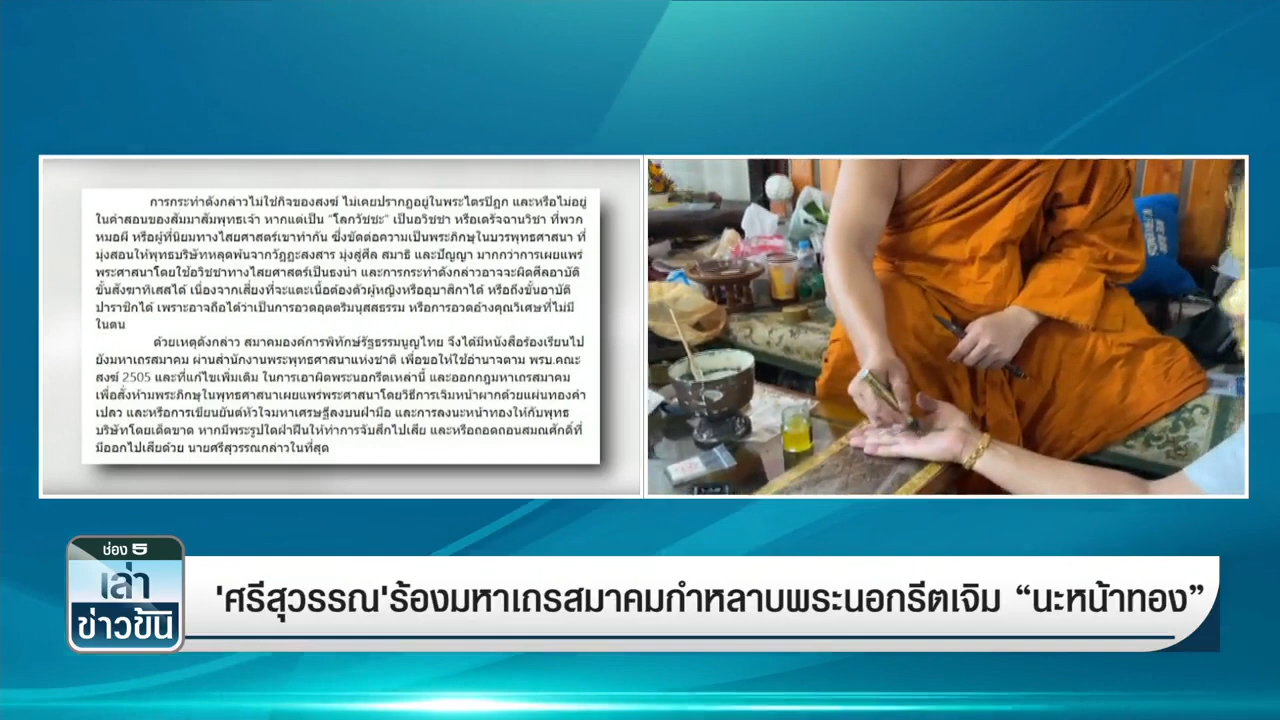 การกระทำดังกล่าวไม่ใช่กิจของสงฆ์ ไม่เคยปรากฏอยู่ในพระไตรปิฎก และหรือไม่อยู่
ในคำสอนของสัมมาสัมพุทธเจ้า หากแต่เป็น "โลกวัชชะ" เป็นอวิชชา หรือเดรัจฉานวิชา ที่พวก
หมอผี หรือผู้ที่นิยมทางไสยศาสตร์เขาทำกัน ซึ่งขัดต่อความเป็นพระภิกษุในบวรพุทธศาสนา ที่
มุ่งสอนให้พุทธบริษัทหลุดพ้นจากวัฏฏะสงสาร มุ่งสู่ศีล สมาธิ และปัญญา มากกว่าการเผยแพร่
พระศาสนาโดยใช้อวิชชาทางไสยศาสตร์เป็นธงนำ และการกระทำดังกล่าวอาจจะผิดศีลอาบัติ
ขั้นสังฆาทิเสสได้ เนื่องจากเสี่ยงที่จะแตะเนื้อต้องตัวผู้หญิงหรืออุบาสิกาได้ หรือถึงขั้นอาบัติ
ปาราชิกได้ เพราะอาจถือได้ว่าเป็นการอวดอุตตริมนุสสธรรม หรือการอวดอ้างคุณวิเศษที่ไม่มี
ในตน
ด้วยเหตุดังกล่าว สมาคมองค์การพิทักษ์รัฐธรรมนูญไทย จึงได้มีหนังสือร้องเรียนไป
ยังมหาเถรสมาคม ผ่านสำนักงานพระพุทธศาสนาแห่งชาติ เพื่อขอให้ใช้อำนาจตาม พรบ.คณะ
สงฆ์ 2505 และที่แก้ไขเพิ่มเติม ในการเอาผิดพระนอกรีตเหล่านี้ และออกกฎมหาเถรสมาคม
เพื่อสั่งห้ามพระภิกษุในพุทธศาสนาเผยแพร่พระศาสนาโดยวิธีการเจิมหน้าผากด้วยแผ่นทองคำ
เปลว และหรือการเขียนยันต์หัวใจมหาเศรษฐีลงบนฝ่ามือ และการลงนะหน้าทองให้กับพุทธ
บริษัทโดยเด็ดขาด หากมีพระรูปใดฝ่าฝืนให้ทำการจับสึกไปเสีย และหรือถอดถอนสมณศักดิ์ที่
มีออกไปเสียด้วย นายศรีสุวรรณกล่าวในที่สุด
ช่อง 5
เล่า
ข่าวข้น
'ศรีสุวรรณ'ร้องมหาเถรสมาคมกำหลาบพระนอกรีตเจิม “นะหน้าทอง”